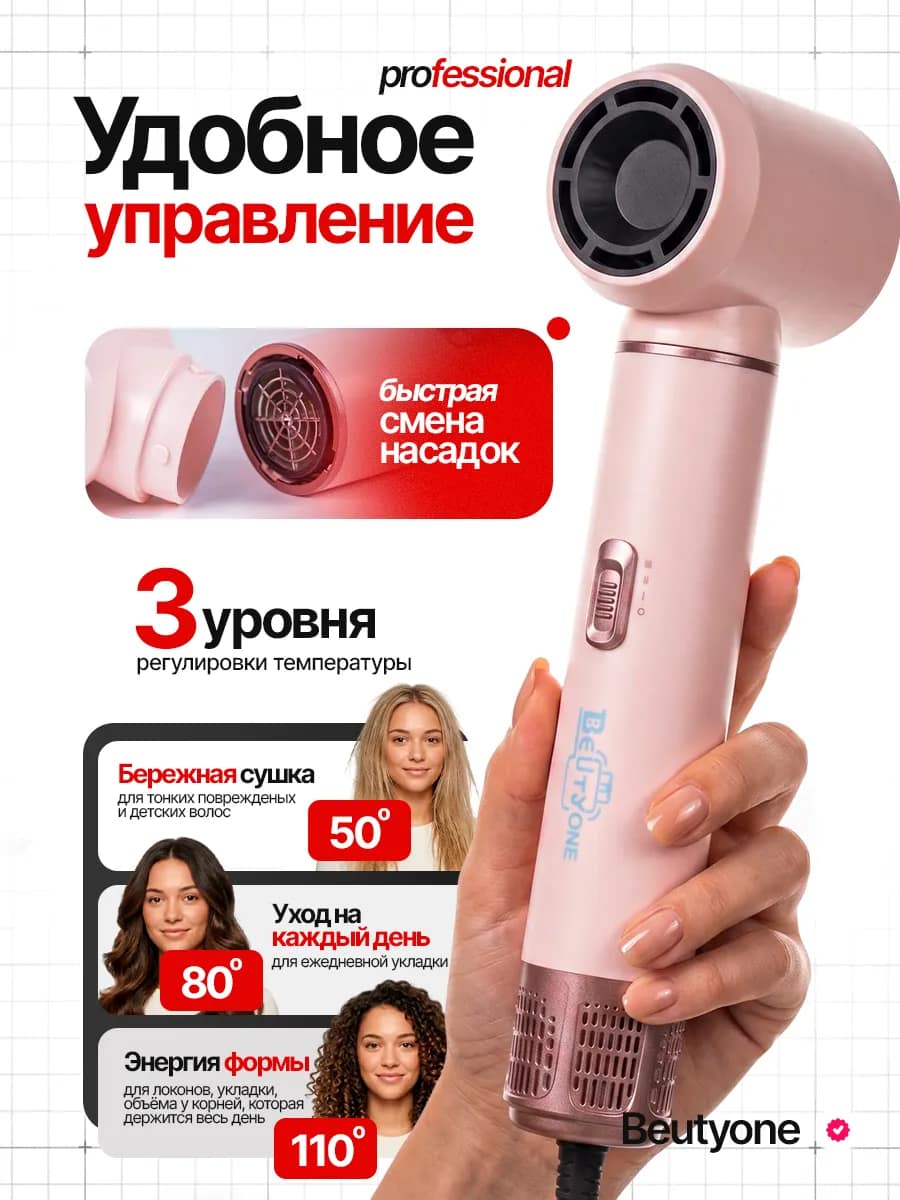 professional
Удобное
управление
быстрая
смена
насадок
3 уровня
регулировки температуры
Бережная сушка
для тонких поврежденых
и детских волос
50°
Уход на
каждый день
для ежедневной укладки
80°
Энергия формы
для локонов, укладки,
объёма у корней, которая
держится весь день
110°
BEUTYONE
Beutyone